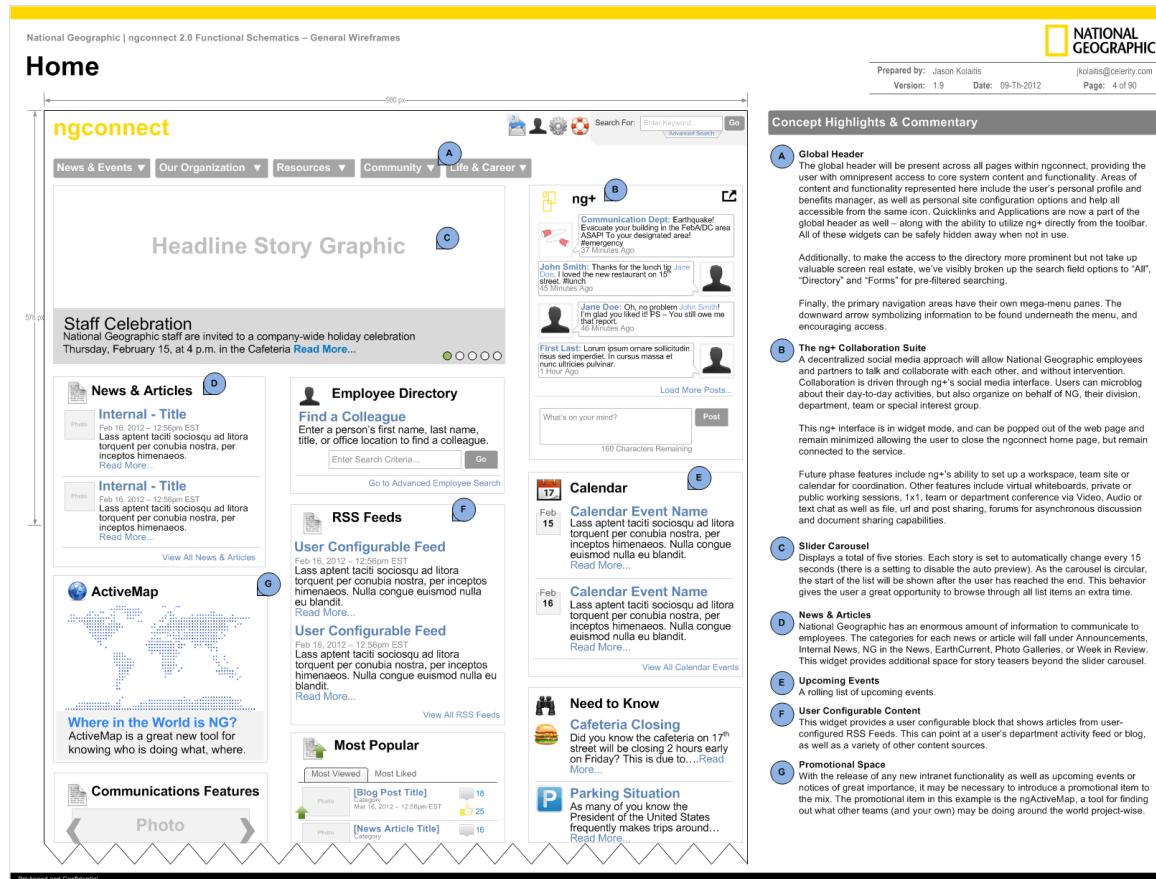 National Geographic | ngconnect 2.0 Functional Schematics – General Wireframes
Home
NATIONAL
GEOGRAPHIC
Prepared by: Jason Kolaitis jkolaitis@celerity.com
Version: 1.9 Date: 09-Th-2012 Page: 4 of 90
980 px
578 px
ngconnect
Search For: Enter Keyword... Go
Advanced Search
News & Events ▼ Our Organization ▼ Resources ▼ Community ▼ Life & Career ▼
A
Headline Story Graphic
C
Staff Celebration
National Geographic staff are invited to a company-wide holiday celebration
Thursday, February 15, at 4 p.m. in the Cafeteria Read More...
ng+
B
Communication Dept: Earthquake!
Evacuate your building in the FebA/DC area
ASAP! To your designated area!
#emergency
37 Minutes Ago
John Smith: Thanks for the lunch tip Jane
Doe. I loved the new restaurant on 15th
street. #lunch
45 Minutes Ago
Jane Doe: Oh, no problem John Smith!
I'm glad you liked it! PS – You still owe me
that report.
46 Minutes Ago
First Last: Lorum ipsum ornare sollicitudin
risus sed imperdiet. In cursus massa et
nunc ultricies pulvinar.
1 Hour Ago
Load More Posts...
What's on your mind?
Post
160 Characters Remaining
News & Articles
D
Photo
Internal - Title
Feb 16, 2012 – 12:56pm EST
Lass aptent taciti sociosqu ad litora
torquent per conubia nostra, per
inceptos himenaeos.
Read More...
Photo
Internal - Title
Feb 16, 2012 – 12:56pm EST
Lass aptent taciti sociosqu ad litora
torquent per conubia nostra, per
inceptos himenaeos.
Read More...
View All News & Articles
ActiveMap
G
Where in the World is NG?
ActiveMap is a great new tool for
knowing who is doing what, where.
Communications Features
Photo
Employee Directory
Find a Colleague
Enter a person's first name, last name,
title, or office location to find a colleague.
Enter Search Criteria... Go
Go to Advanced Employee Search
RSS Feeds
F
User Configurable Feed
Feb 16, 2012 – 12:56pm EST
Lass aptent taciti sociosqu ad litora
torquent per conubia nostra, per inceptos
himenaeos. Nulla congue euismod nulla
eu blandit.
Read More...
User Configurable Feed
Feb 16, 2012 – 12:56pm EST
Lass aptent taciti sociosqu ad litora
torquent per conubia nostra, per inceptos
himenaeos. Nulla congue euismod nulla eu
blandit.
Read More...
View All RSS Feeds
Most Popular
Most Viewed Most Liked
Photo
[Blog Post Title]
Category
Mar 16, 2012 – 12:56pm EST
18
25
Photo
[News Article Title]
Category
16
17
Calendar
E
Feb
15
Calendar Event Name
Lass aptent taciti sociosqu ad litora
torquent per conubia nostra, per
inceptos himenaeos. Nulla congue
euismod nulla eu blandit.
Read More...
Feb
16
Calendar Event Name
Lass aptent taciti sociosqu ad litora
torquent per conubia nostra, per
inceptos himenaeos. Nulla congue
euismod nulla eu blandit.
Read More...
View All Calendar Events
Need to Know
Cafeteria Closing
Did you know the cafeteria on 17th
street will be closing 2 hours early
on Friday? This is due to….Read
More...
P
Parking Situation
As many of you know the
President of the United States
frequently makes trips around…
Read More...
Concept Highlights & Commentary
A
Global Header
The global header will be present across all pages within ngconnect, providing the
user with omnipresent access to core system content and functionality. Areas of
content and functionality represented here include the user's personal profile and
benefits manager, as well as personal site configuration options and help all
accessible from the same icon. Quicklinks and Applications are now a part of the
global header as well – along with the ability to utilize ng+ directly from the toolbar.
All of these widgets can be safely hidden away when not in use.
Additionally, to make the access to the directory more prominent but not take up
valuable screen real estate, we've visibly broken up the search field options to "All",
"Directory" and "Forms" for pre-filtered searching.
Finally, the primary navigation areas have their own mega-menu panes. The
downward arrow symbolizing information to be found underneath the menu, and
encouraging access.
B
The ng+ Collaboration Suite
A decentralized social media approach will allow National Geographic employees
and partners to talk and collaborate with each other, and without intervention.
Collaboration is driven through ng+'s social media interface. Users can microblog
about their day-to-day activities, but also organize on behalf of NG, their division,
department, team or special interest group.
This ng+ interface is in widget mode, and can be popped out of the web page and
remain minimized allowing the user to close the ngconnect home page, but remain
connected to the service.
Future phase features include ng+'s ability to set up a workspace, team site or
calendar for coordination. Other features include virtual whiteboards, private or
public working sessions, 1x1, team or department conference via Video, Audio or
text chat as well as file, url and post sharing, forums for asynchronous discussion
and document sharing capabilities.
C
Slider Carousel
Displays a total of five stories. Each story is set to automatically change every 15
seconds (there is a setting to disable the auto preview). As the carousel is circular,
the start of the list will be shown after the user has reached the end. This behavior
gives the user a great opportunity to browse through all list items an extra time.
D
News & Articles
National Geographic has an enormous amount of information to communicate to
employees. The categories for each news or article will fall under Announcements,
Internal News, NG in the News, EarthCurrent, Photo Galleries, or Week in Review.
This widget provides additional space for story teasers beyond the slider carousel.
E
Upcoming Events
A rolling list of upcoming events.
F
User Configurable Content
This widget provides a user configurable block that shows articles from user-
configured RSS Feeds. This can point at a user's department activity feed or blog,
as well as a variety of other content sources.
G
Promotional Space
With the release of any new intranet functionality as well as upcoming events or
notices of great importance, it may be necessary to introduce a promotional item to
the mix. The promotional item in this example is the ngActiveMap, a tool for finding
out what other teams (and your own) may be doing around the world project-wise.
Privileged and Confidential